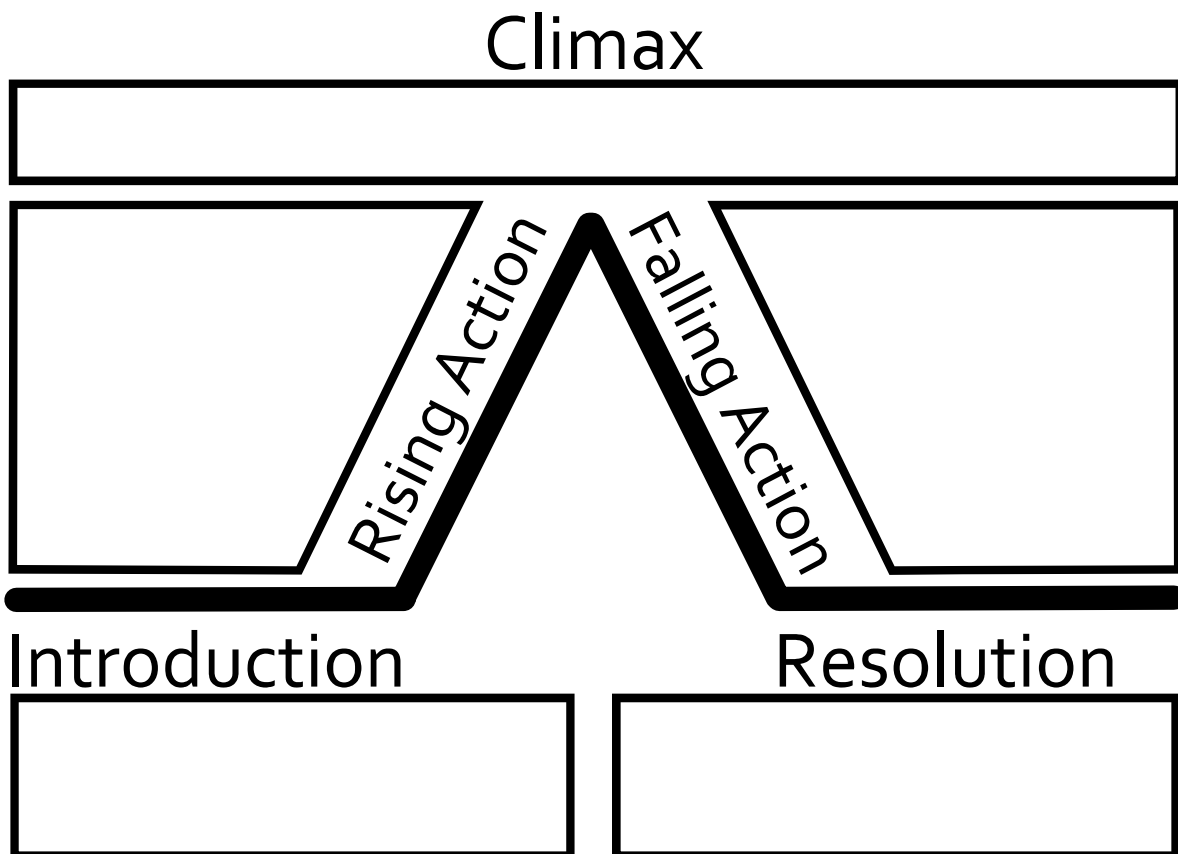 Climax
Rising Action
Falling Action
Introduction
Resolution